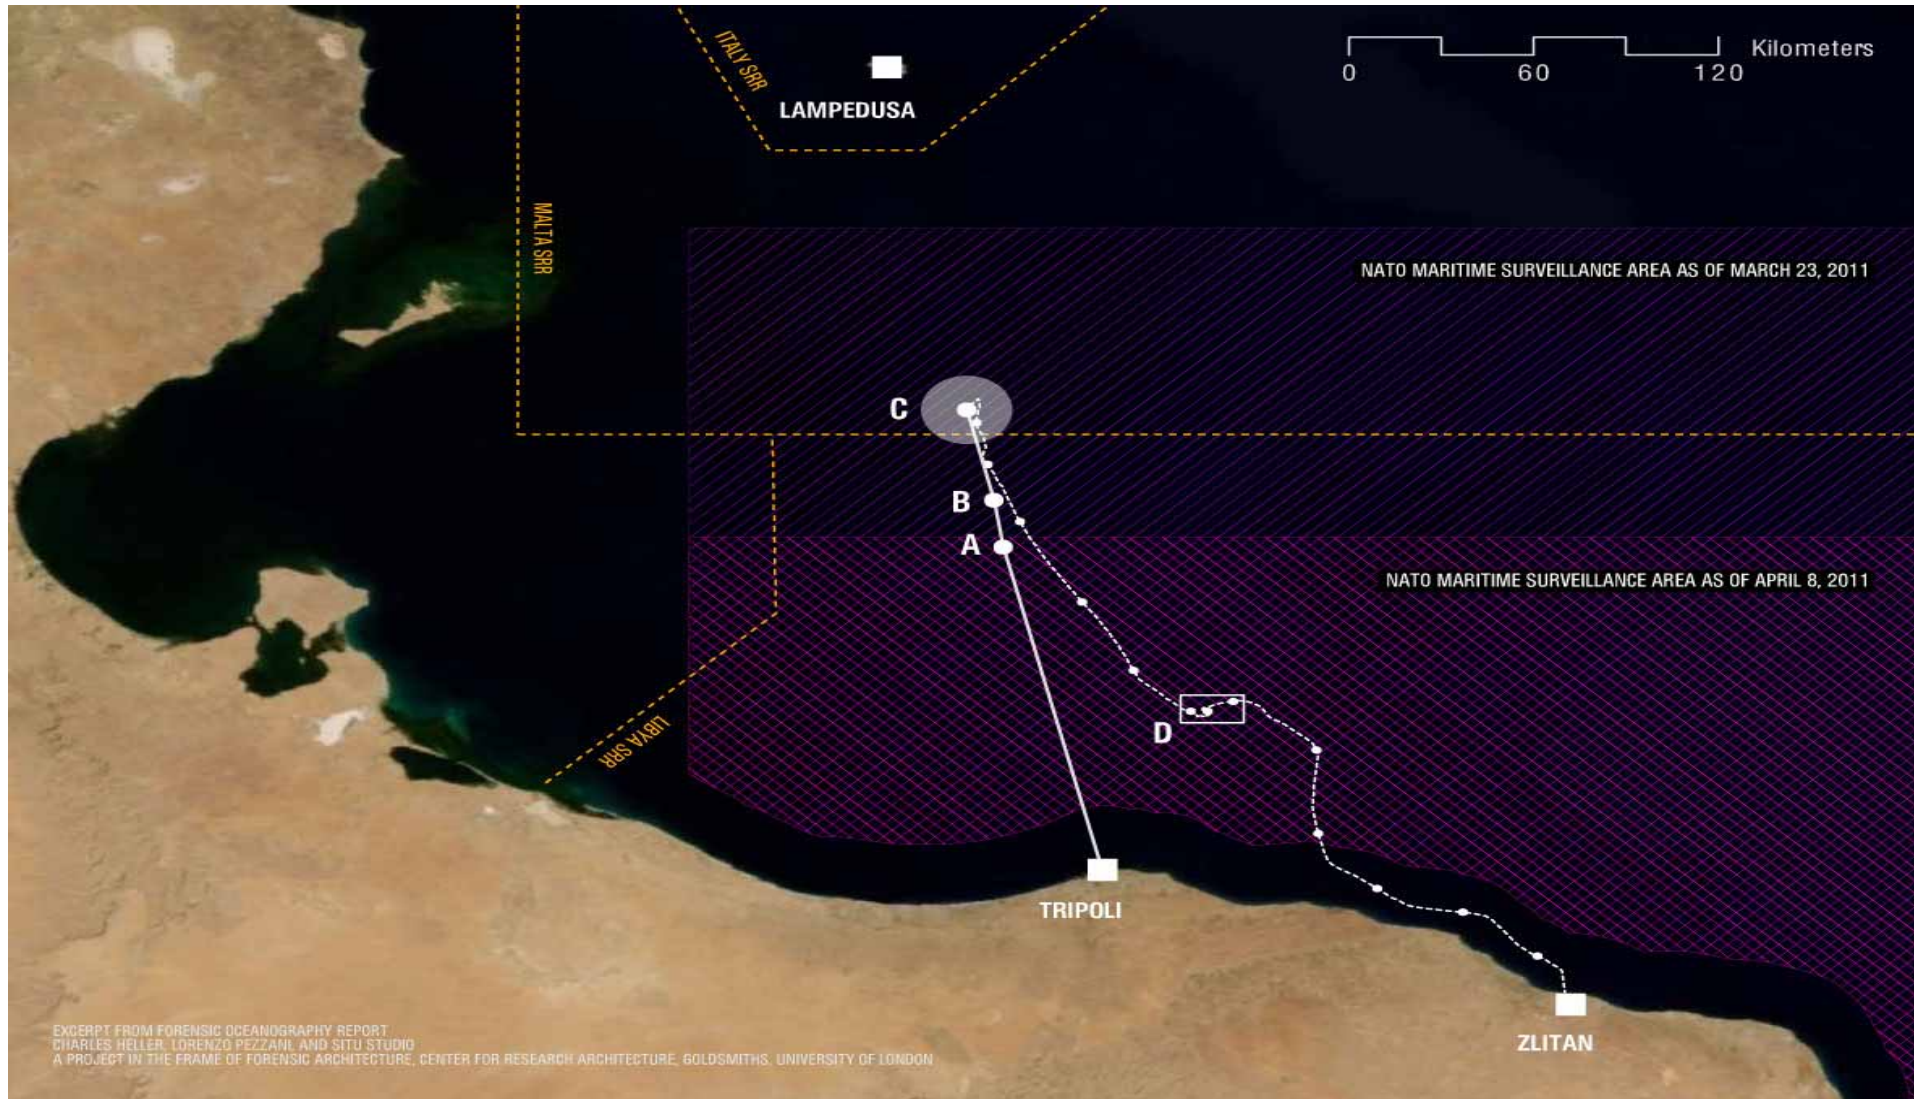 ITALY SRR
LAMPEDUSA
Kilometers
0 60 120
MALTA SRR
NATO MARITIME SURVEILLANCE AREA AS OF MARCH 23, 2011
C
B
A
NATO MARITIME SURVEILLANCE AREA AS OF APRIL 8, 2011
D
LIBYA SRR
TRIPOLI
ZLITAN
EXCERPT FROM FORENSIC OCEANOGRAPHY REPORT
CHARLES HELLER, LORENZO PEZZANI, AND SITU STUDIO
A PROJECT IN THE FRAME OF FORENSIC ARCHITECTURE, CENTER FOR RESEARCH ARCHITECTURE, GOLDSMITHS, UNIVERSITY OF LONDON